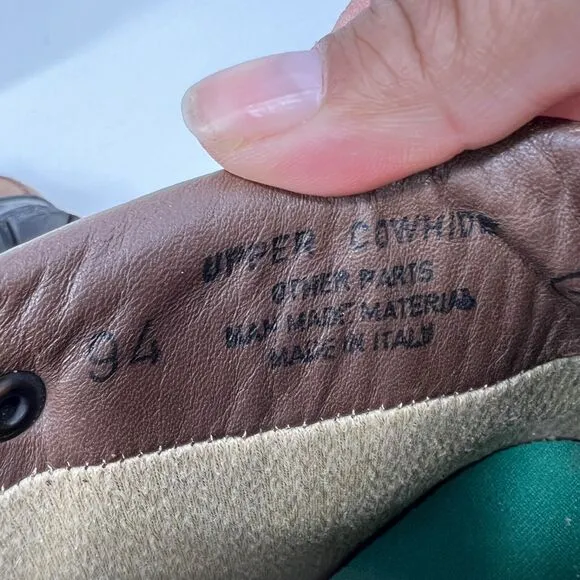 UPPER COWHIDE
OTHER PARTS
MAN MADE MATERIAL
MADE IN ITALY
94